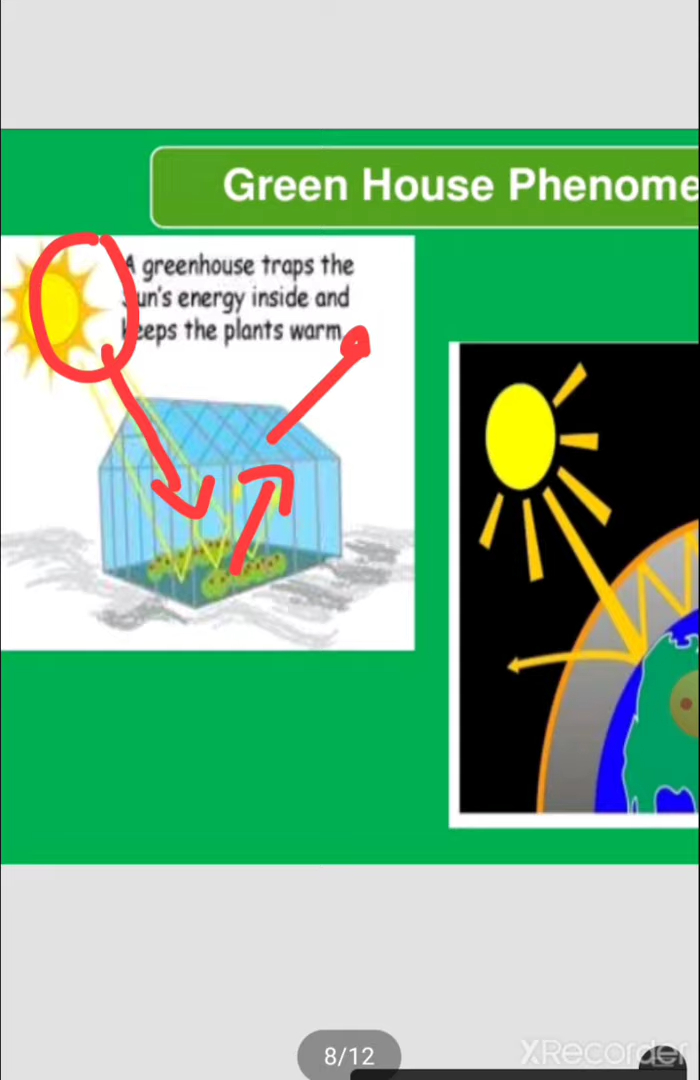 Green House Phenome
A greenhouse traps the
Sun's energy inside and
keeps the plants warm
8/12
XRecorder